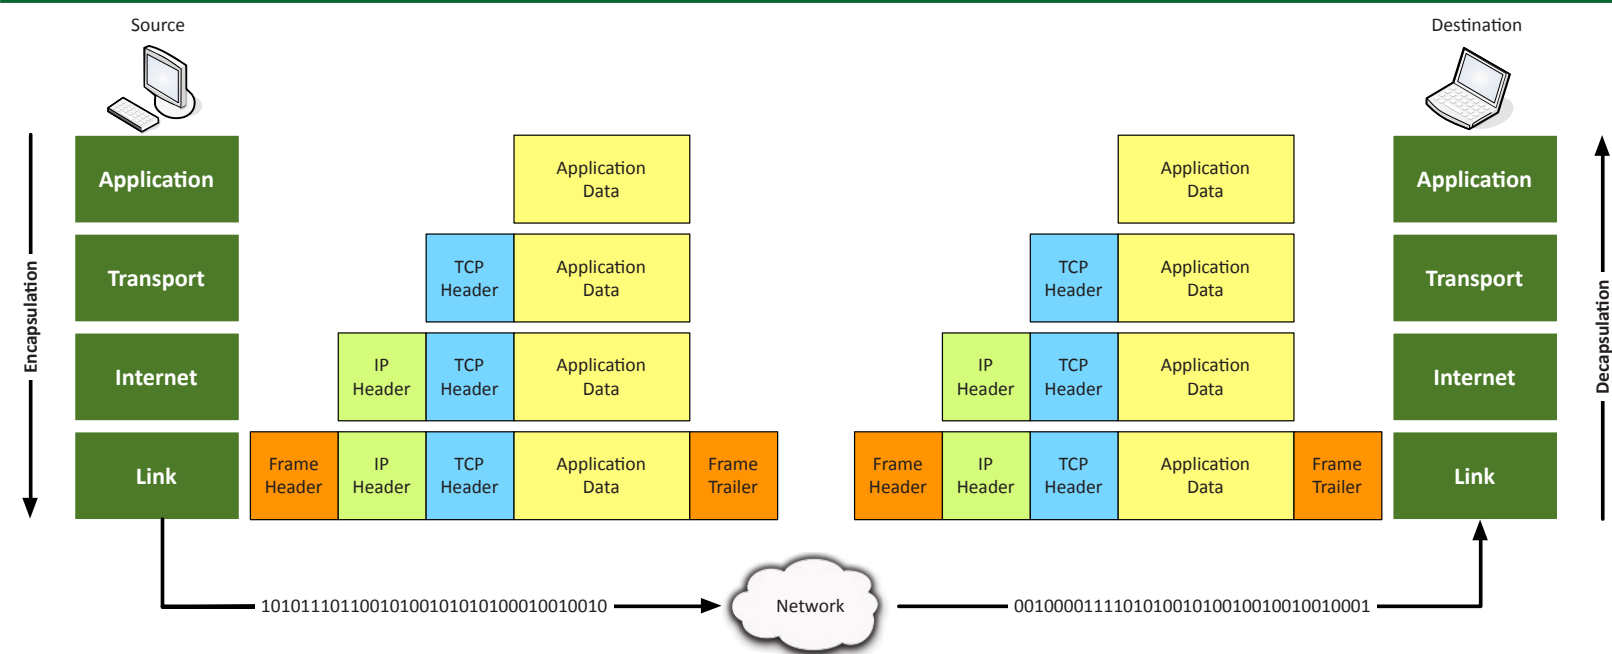 Source
Destination
Application
Application
Data
Application
Data
Application
Transport
TCP
Header
Application
Data
TCP
Header
Application
Data
Transport
Encapsulation
Decapsulation
Internet
IP
Header
TCP
Header
Application
Data
IP
Header
TCP
Header
Application
Data
Internet
Link
Frame
Header
IP
Header
TCP
Header
Application
Data
Frame
Trailer
Frame
Header
IP
Header
TCP
Header
Application
Data
Frame
Trailer
Link
1010111011001010010101010001001 0010
Network
0010000111101010010100100100100100010001